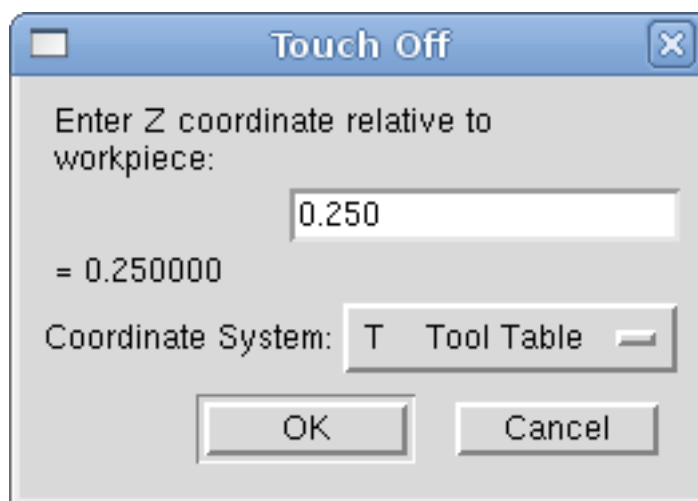 Touch Off
Enter Z coordinate relative to
workpiece:
0.250
= 0.250000
Coordinate System: T Tool Table
OK Cancel